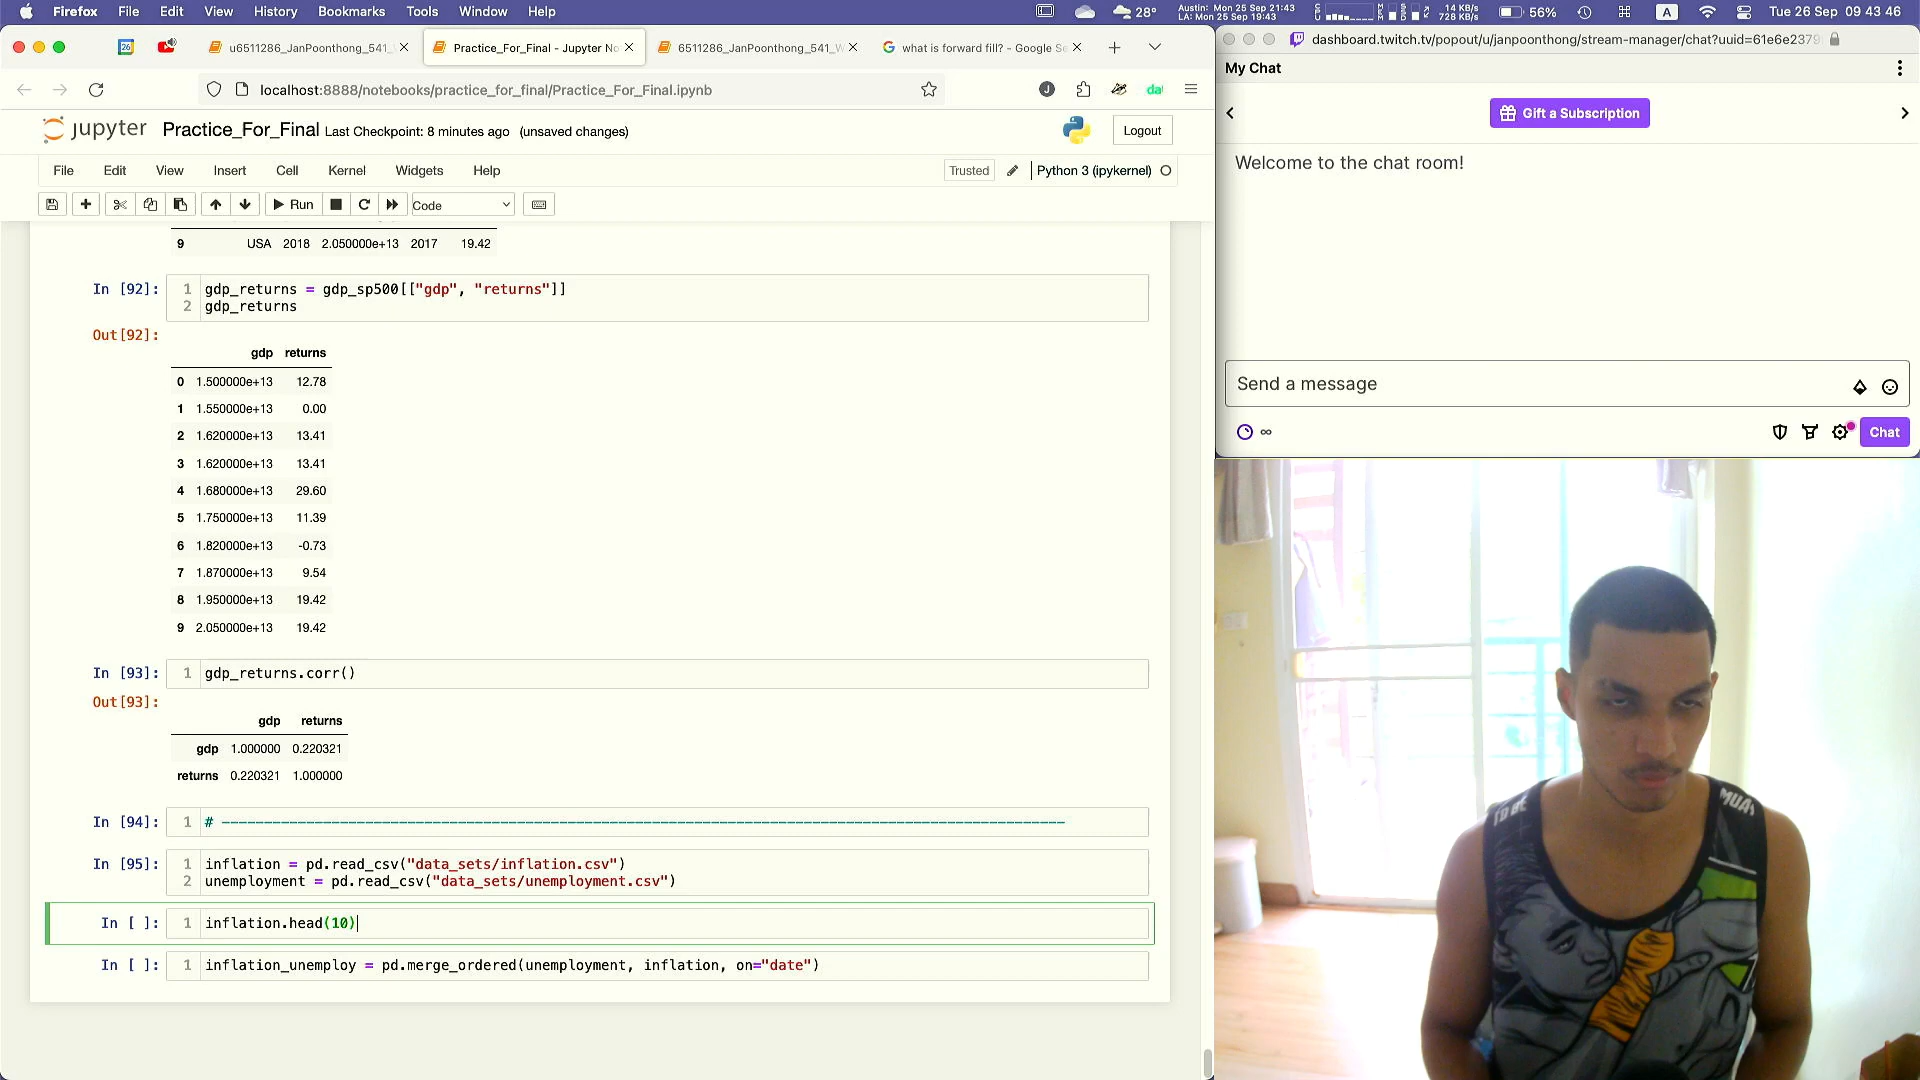 Firefox File Edit View History Bookmarks Tools Window Help
28°
Austin: Mon 25 Sep 21:43
LA: Mon 25 Sep 19:43
14 KB/s
728 KB/s
56%
A
Tue 26 Sep 09 43 46
u6511286_JanPoonthong_541_
Practice_For_Final - Jupyter No
6511286_JanPoonthong_541_W
what is forward fill? - Google Se
localhost:8888/notebooks/practice_for_final/Practice_For_Final.ipynb
jupyter Practice_For_Final Last Checkpoint: 8 minutes ago (unsaved changes)
Logout
File Edit View Insert Cell Kernel Widgets Help
Trusted
Python 3 (ipykernel)
Run
Code
9 USA 2018 2.050000e+13 2017 19.42
In [92]:
1 gdp_returns = gdp_sp500[["gdp", "returns"]]
2 gdp_returns
Out[92]:
gdp returns
0 1.500000e+13 12.78
1 1.550000e+13 0.00
2 1.620000e+13 13.41
3 1.620000e+13 13.41
4 1.680000e+13 29.60
5 1.750000e+13 11.39
6 1.820000e+13 -0.73
7 1.870000e+13 9.54
8 1.950000e+13 19.42
9 2.050000e+13 19.42
In [93]:
1 gdp_returns.corr()
Out[93]:
gdp returns
gdp 1.000000 0.220321
returns 0.220321 1.000000
In [94]:
1 # ----------------------------------------------------------------------------------------------------
In [95]:
1 inflation = pd.read_csv("data_sets/inflation.csv")
2 unemployment = pd.read_csv("data_sets/unemployment.csv")
In [ ]:
1 inflation.head(10)
In [ ]:
1 inflation_unemploy = pd.merge_ordered(unemployment, inflation, on="date")
dashboard.twitch.tv/popout/u/janpoonthong/stream-manager/chat?uuid=61e6e2379
My Chat
Gift a Subscription
Welcome to the chat room!
Send a message
∞
Chat
TO BE
MUAY